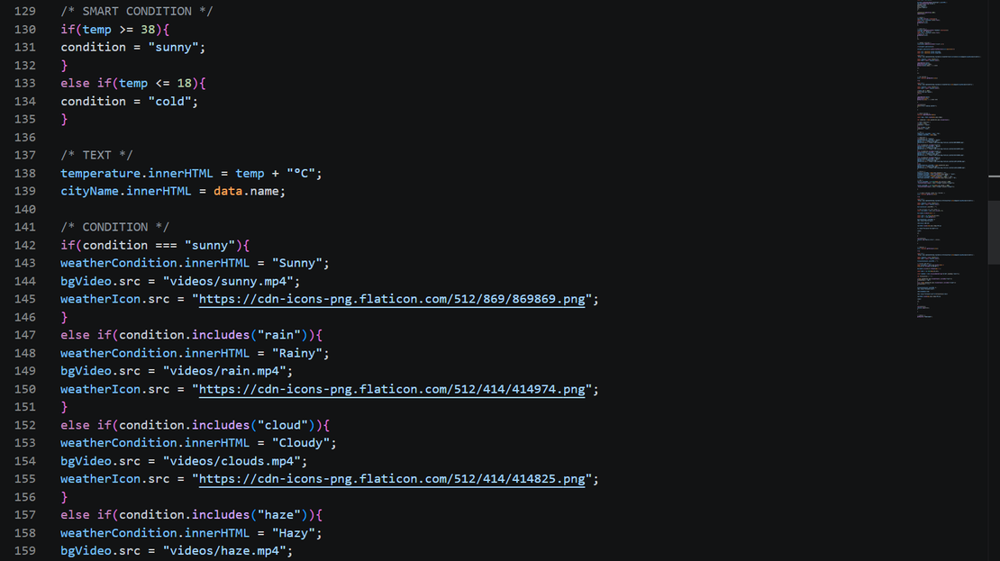 129 /* SMART CONDITION */
130 if(temp >= 38){
131 condition = "sunny";
132 }
133 else if(temp <= 18){
134 condition = "cold";
135 }
136
137 /* TEXT */
138 temperature.innerHTML = temp + "°C";
139 cityName.innerHTML = data.name;
140
141 /* CONDITION */
142 if(condition === "sunny"){
143 weatherCondition.innerHTML = "Sunny";
144 bgVideo.src = "videos/sunny.mp4";
145 weatherIcon.src = "https://cdn-icons-png.flaticon.com/512/869/869869.png";
146 }
147 else if(condition.includes("rain")){
148 weatherCondition.innerHTML = "Rainy";
149 bgVideo.src = "videos/rain.mp4";
150 weatherIcon.src = "https://cdn-icons-png.flaticon.com/512/414/414974.png";
151 }
152 else if(condition.includes("cloud")){
153 weatherCondition.innerHTML = "Cloudy";
154 bgVideo.src = "videos/clouds.mp4";
155 weatherIcon.src = "https://cdn-icons-png.flaticon.com/512/414/414825.png";
156 }
157 else if(condition.includes("haze")){
158 weatherCondition.innerHTML = "Hazy";
159 bgVideo.src = "videos/haze.mp4";